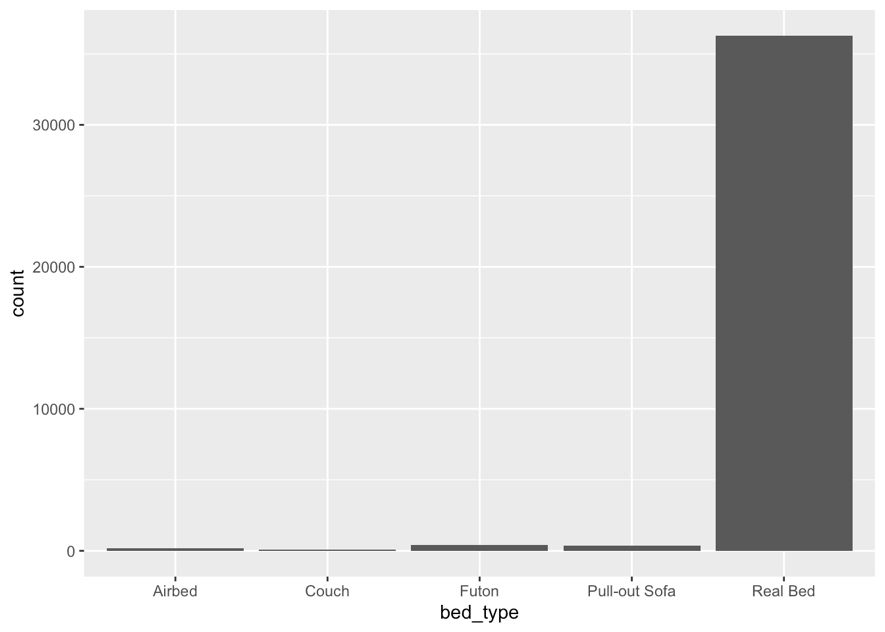 30000
20000
10000
0
count
Airbed Couch Futon Pull-out Sofa Real Bed
bed_type